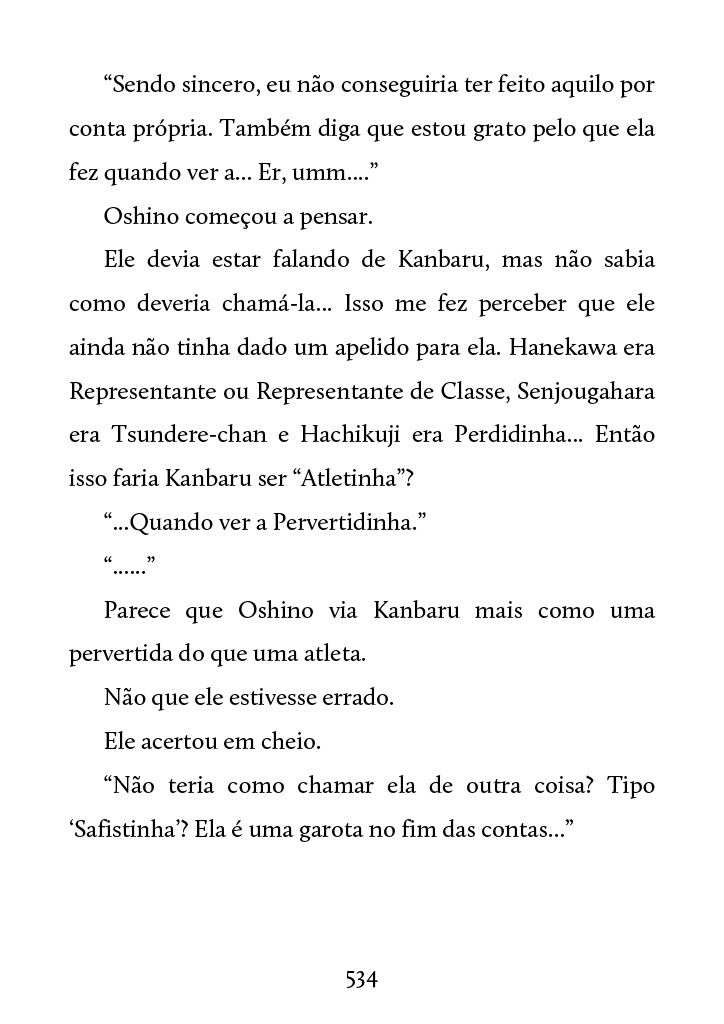 “Sendo sincero, eu não conseguiria ter feito aquilo por
conta própria. Também diga que estou grato pelo que ela
fez quando ver a... Er, umm....”
Oshino começou a pensar.
Ele devia estar falando de Kanbaru, mas não sabia
como deveria chamá-la... Isso me fez perceber que ele
ainda não tinha dado um apelido para ela. Hanekawa era
Representante ou Representante de Classe, Senjougahara
era Tsundere-chan e Hachikuji era Perdidinha... Então
isso faria Kanbaru ser “Atletinha”?
“...Quando ver a Pervertidinha.”
“......”
Parece que Oshino via Kanbaru mais como uma
pervertida do que uma atleta.
Não que ele estivesse errado.
Ele acertou em cheio.
“Não teria como chamar ela de outra coisa? Tipo
‘Safistinha’? Ela é uma garota no fim das contas...”
534